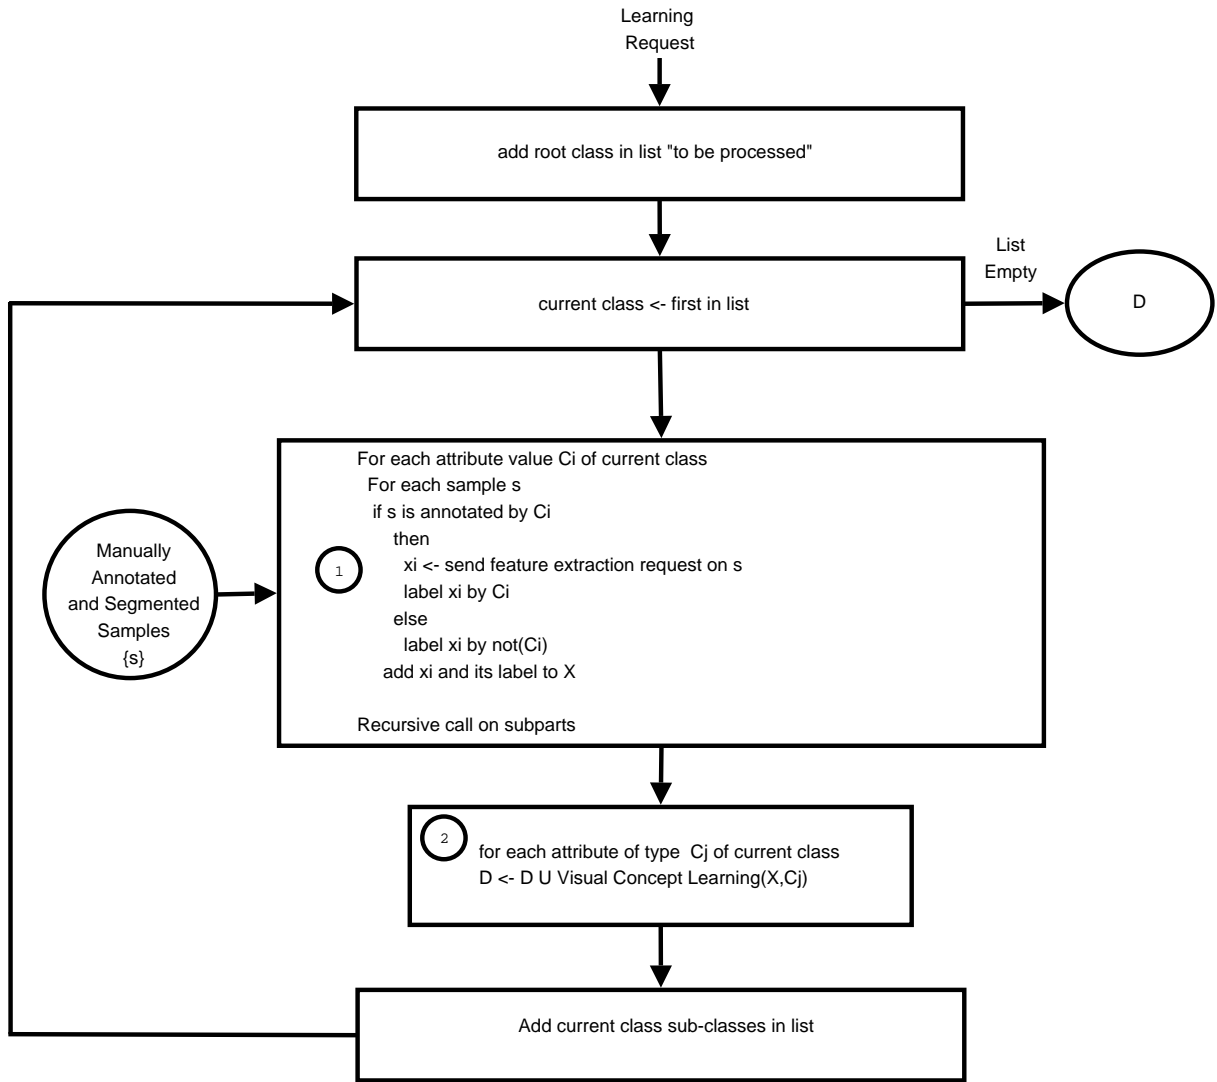 Learning
Request
add root class in list "to be processed"
List
Empty
current class <- first in list
D
For each attribute value Ci of current class
For each sample s
if s is annotated by Ci
then
xi <- send feature extraction request on s
label xi by Ci
else
label xi by not(Ci)
add xi and its label to X
Recursive call on subparts
1
Manually
Annotated
and Segmented
Samples
{s}
2
for each attribute of type Cj of current class
D <- D U Visual Concept Learning(X,Cj)
Add current class sub-classes in list